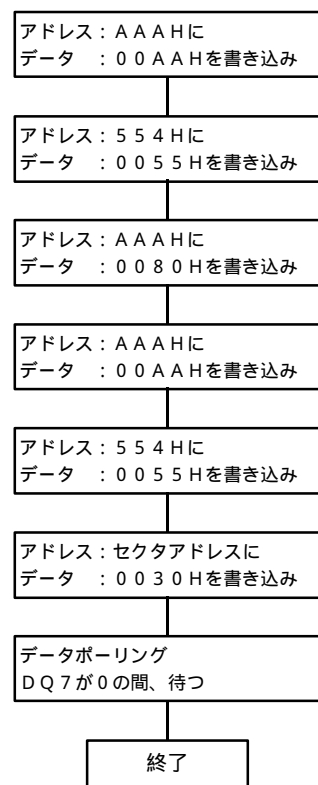 アドレス：ＡＡＡＨに
データ　：００ＡＡＨを書き込み
アドレス：５５４Ｈに
データ　：００５５Ｈを書き込み
アドレス：ＡＡＡＨに
データ　：００８０Ｈを書き込み
アドレス：ＡＡＡＨに
データ　：００ＡＡＨを書き込み
アドレス：５５４Ｈに
データ　：００５５Ｈを書き込み
アドレス：セクタアドレスに
データ　：００３０Ｈを書き込み
データポーリング
ＤＱ７が０の間、待つ
終了